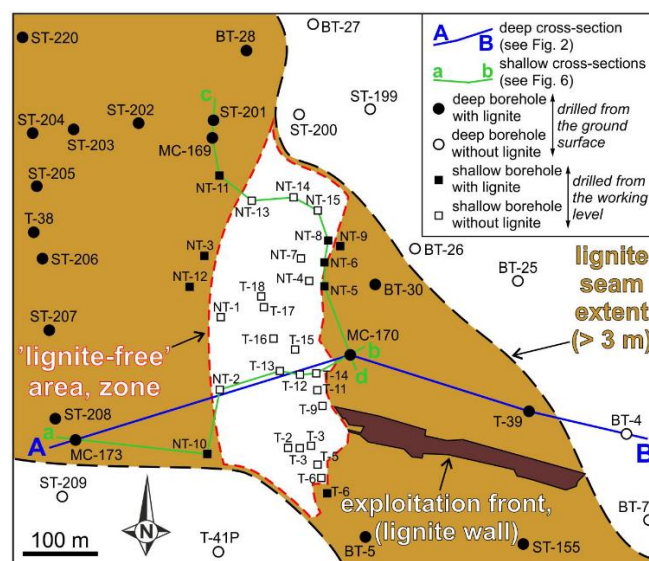 ST-220
BT-28
BT-27
ST-204
ST-203
ST-202
c
ST-201
MC-169
ST-200
ST-199
ST-205
NT-11
NT-13
NT-14
NT-15
T-38
NT-3
NT-8
NT-9
NT-7
NT-6
BT-26
ST-206
NT-12
NT-4
NT-5
BT-30
BT-25
T-18
T-17
NT-1
ST-207
T-16
T-15
MC-170
b
d
'lignite-free'
area, zone
T-13
T-14
T-12
T-11
NT-2
T-9
T-39
BT-4
ST-208
a
A
MC-173
NT-10
T-2
T-3
T-3
T-5
T-6
T-6
B
ST-209
T-41P
BT-5
ST-155
BT-7
exploitation front,
(lignite wall)
lignite
seam
extent
(> 3 m)
N
100 m
A B deep cross-section
(see Fig. 2)
a b shallow cross-sections
(see Fig. 6)
deep borehole
with lignite
deep borehole
without lignite
drilled from
the ground
surface
shallow borehole
with lignite
shallow borehole
without lignite
drilled from
the working
level